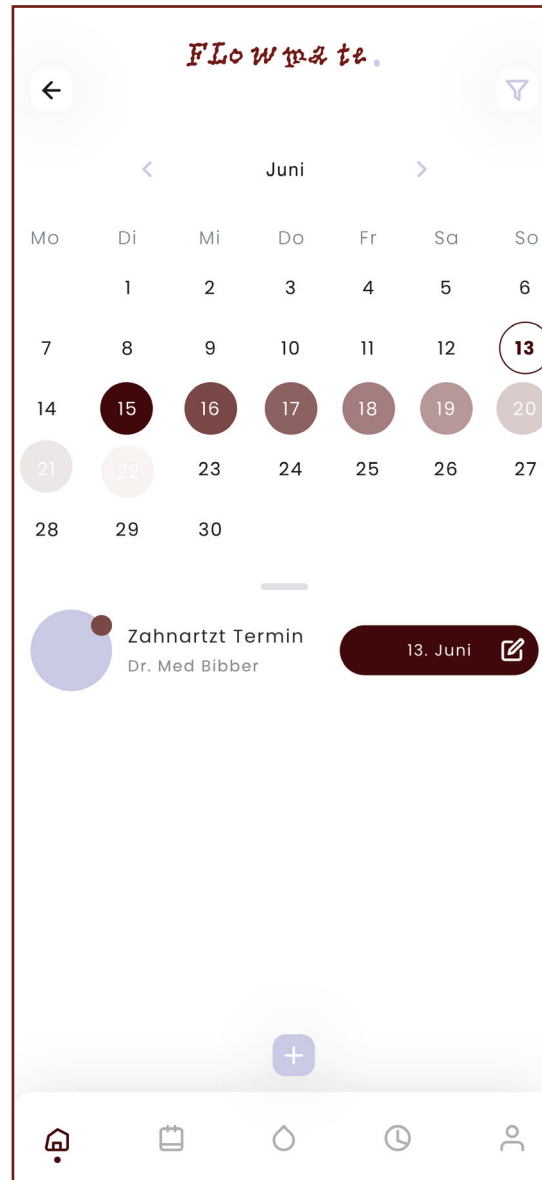 FLowmate.
Juni
Mo Di Mi Do Fr Sa So
1 2 3 4 5 6
7 8 9 10 11 12 13
14 15 16 17 18 19 20
21 22 23 24 25 26 27
28 29 30
Zahnartzt Termin
Dr. Med Bibber
13. Juni